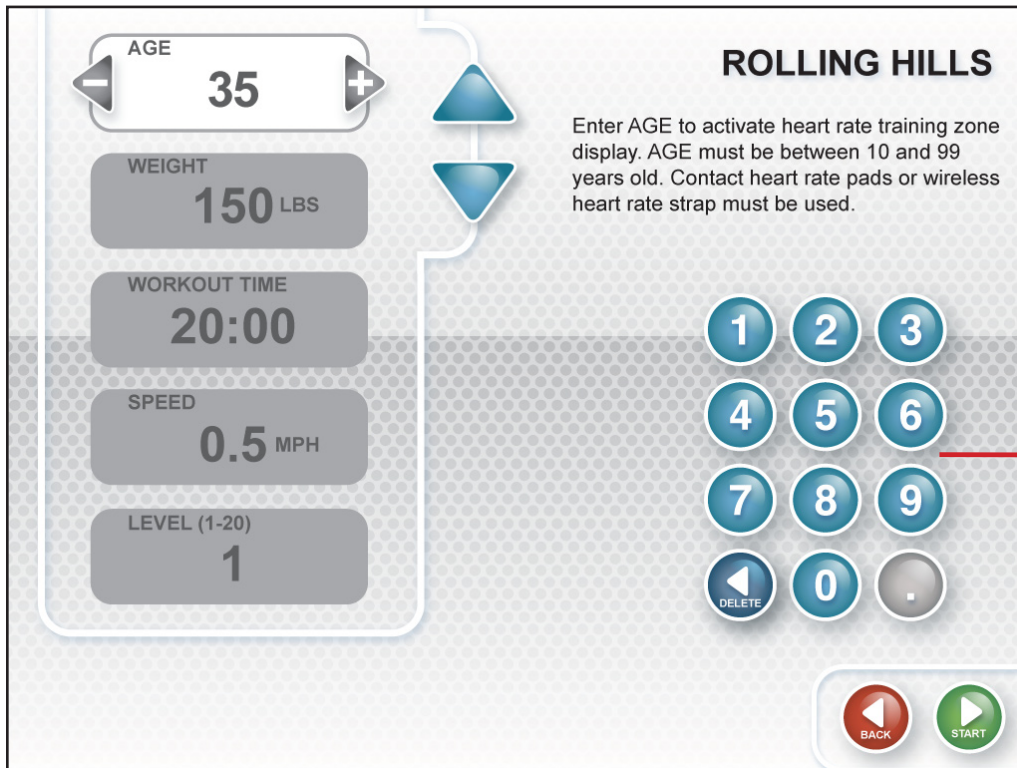 AGE
35
WEIGHT
150 LBS
WORKOUT TIME
20:00
SPEED
0.5 MPH
LEVEL (1-20)
1
ROLLING HILLS
Enter AGE to activate heart rate training zone
display. AGE must be between 10 and 99
years old. Contact heart rate pads or wireless
heart rate strap must be used.
1 2 3
4 5 6
7 8 9
DELETE 0 .
BACK START